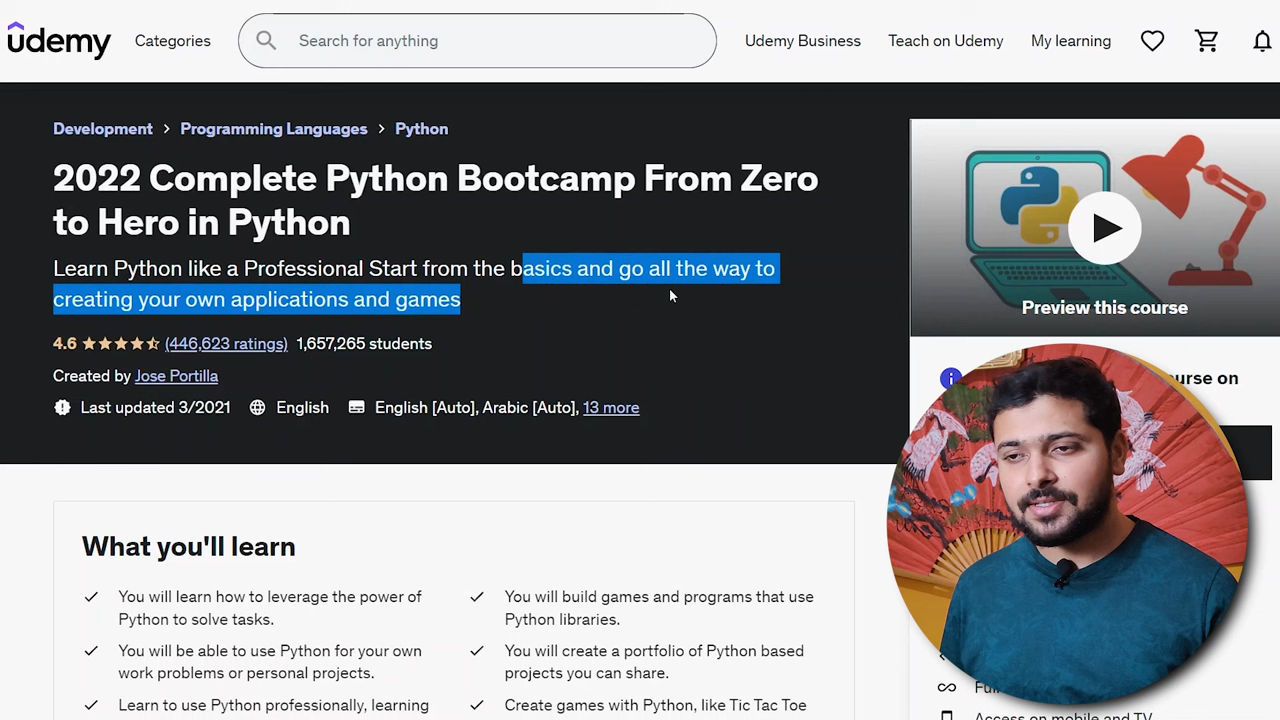 udemy
Categories
Search for anything
Udemy Business
Teach on Udemy
My learning
Development > Programming Languages > Python
2022 Complete Python Bootcamp From Zero
to Hero in Python
Learn Python like a Professional Start from the basics and go all the way to
creating your own applications and games
4.6 (446,623 ratings) 1,657,265 students
Created by Jose Portilla
Last updated 3/2021 English English [Auto], Arabic [Auto], 13 more
Preview this course
urse on
What you'll learn
You will learn how to leverage the power of
Python to solve tasks.
You will be able to use Python for your own
work problems or personal projects.
Learn to use Python professionally, learning
You will build games and programs that use
Python libraries.
You will create a portfolio of Python based
projects you can share.
Create games with Python, like Tic Tac Toe
Access on mobile and TV